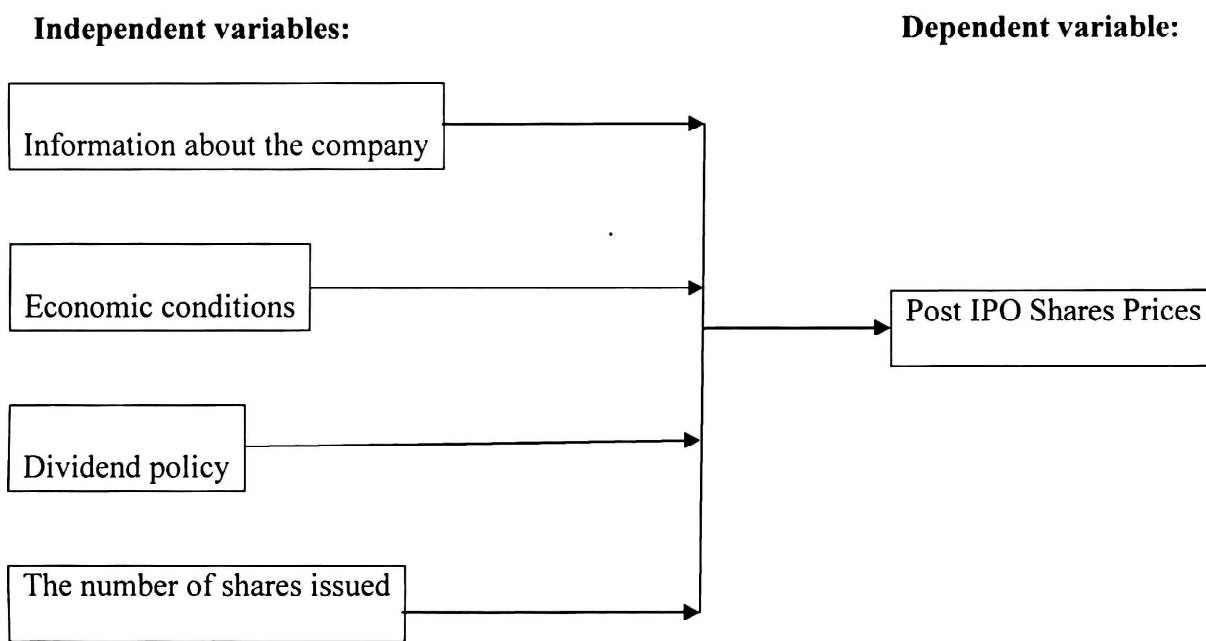 Independent variables:
Dependent variable:
Information about the company
Economic conditions
Post IPO Shares Prices
Dividend policy
The number of shares issued